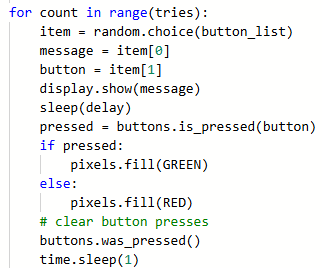 for count in range(tries):
    item = random.choice(button_list)
    message = item[0]
    button = item[1]
    display.show(message)
    sleep(delay)
    pressed = buttons.is_pressed(button)
    if pressed:
        pixels.fill(GREEN)
    else:
        pixels.fill(RED)
    # clear button presses
    buttons.was_pressed()
    time.sleep(1)